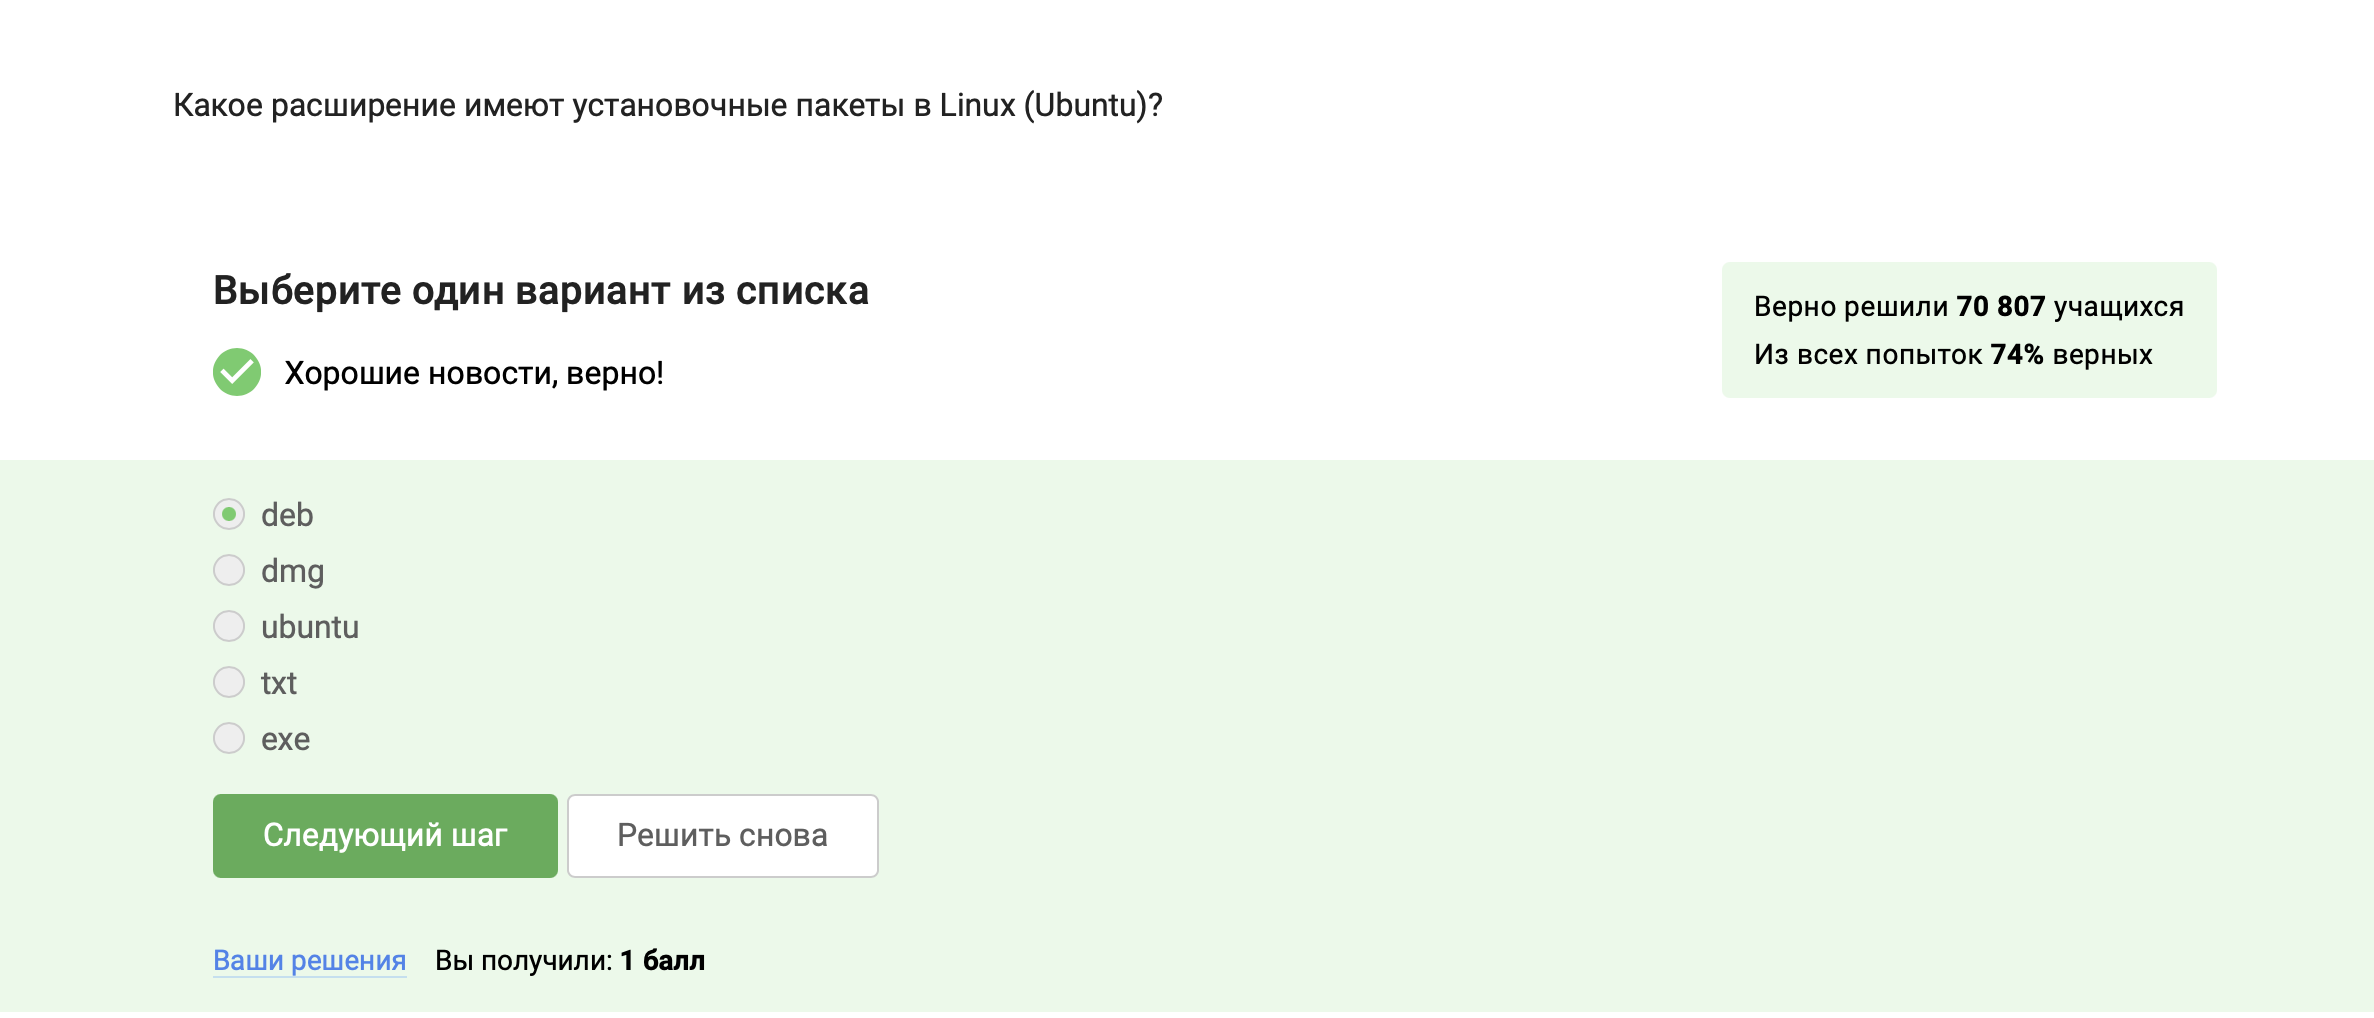 Какое расширение имеют установочные пакеты в Linux (Ubuntu)?
Выберите один вариант из списка
Хорошие новости, верно!
Верно решили 70 807 учащихся
Из всех попыток 74% верных
deb
dmg
ubuntu
txt
exe
Следующий шаг
Решить снова
Ваши решения
Вы получили: 1 балл